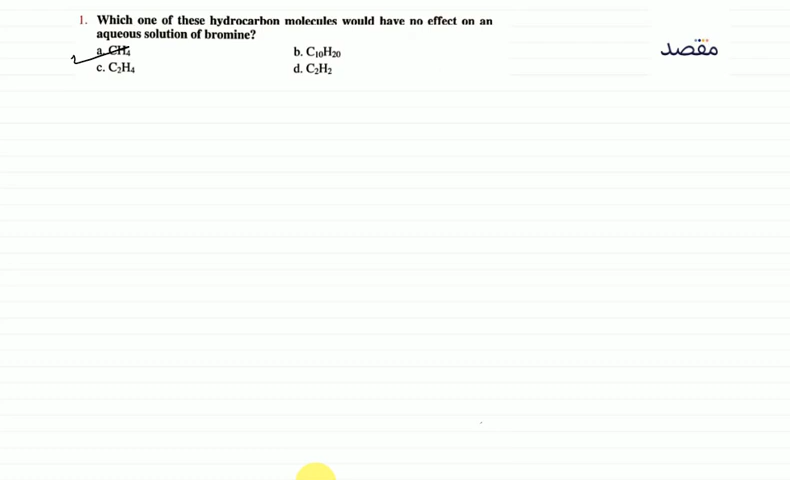 1. Which one of these hydrocarbon molecules would have no effect on an
aqueous solution of bromine?
a. CH₄ b. C₁₀H₂₀
c. C₂H₄ d. C₂H₂
مقصد